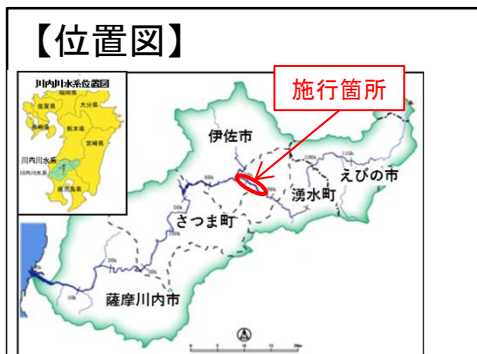 【位置図】
川内川水系位置図
福岡県
佐賀県
大分県
長崎県
熊本県
宮崎県
川内川水系
鹿児島県
施行箇所
伊佐市
えびの市
湧水町
さつま町
薩摩川内市